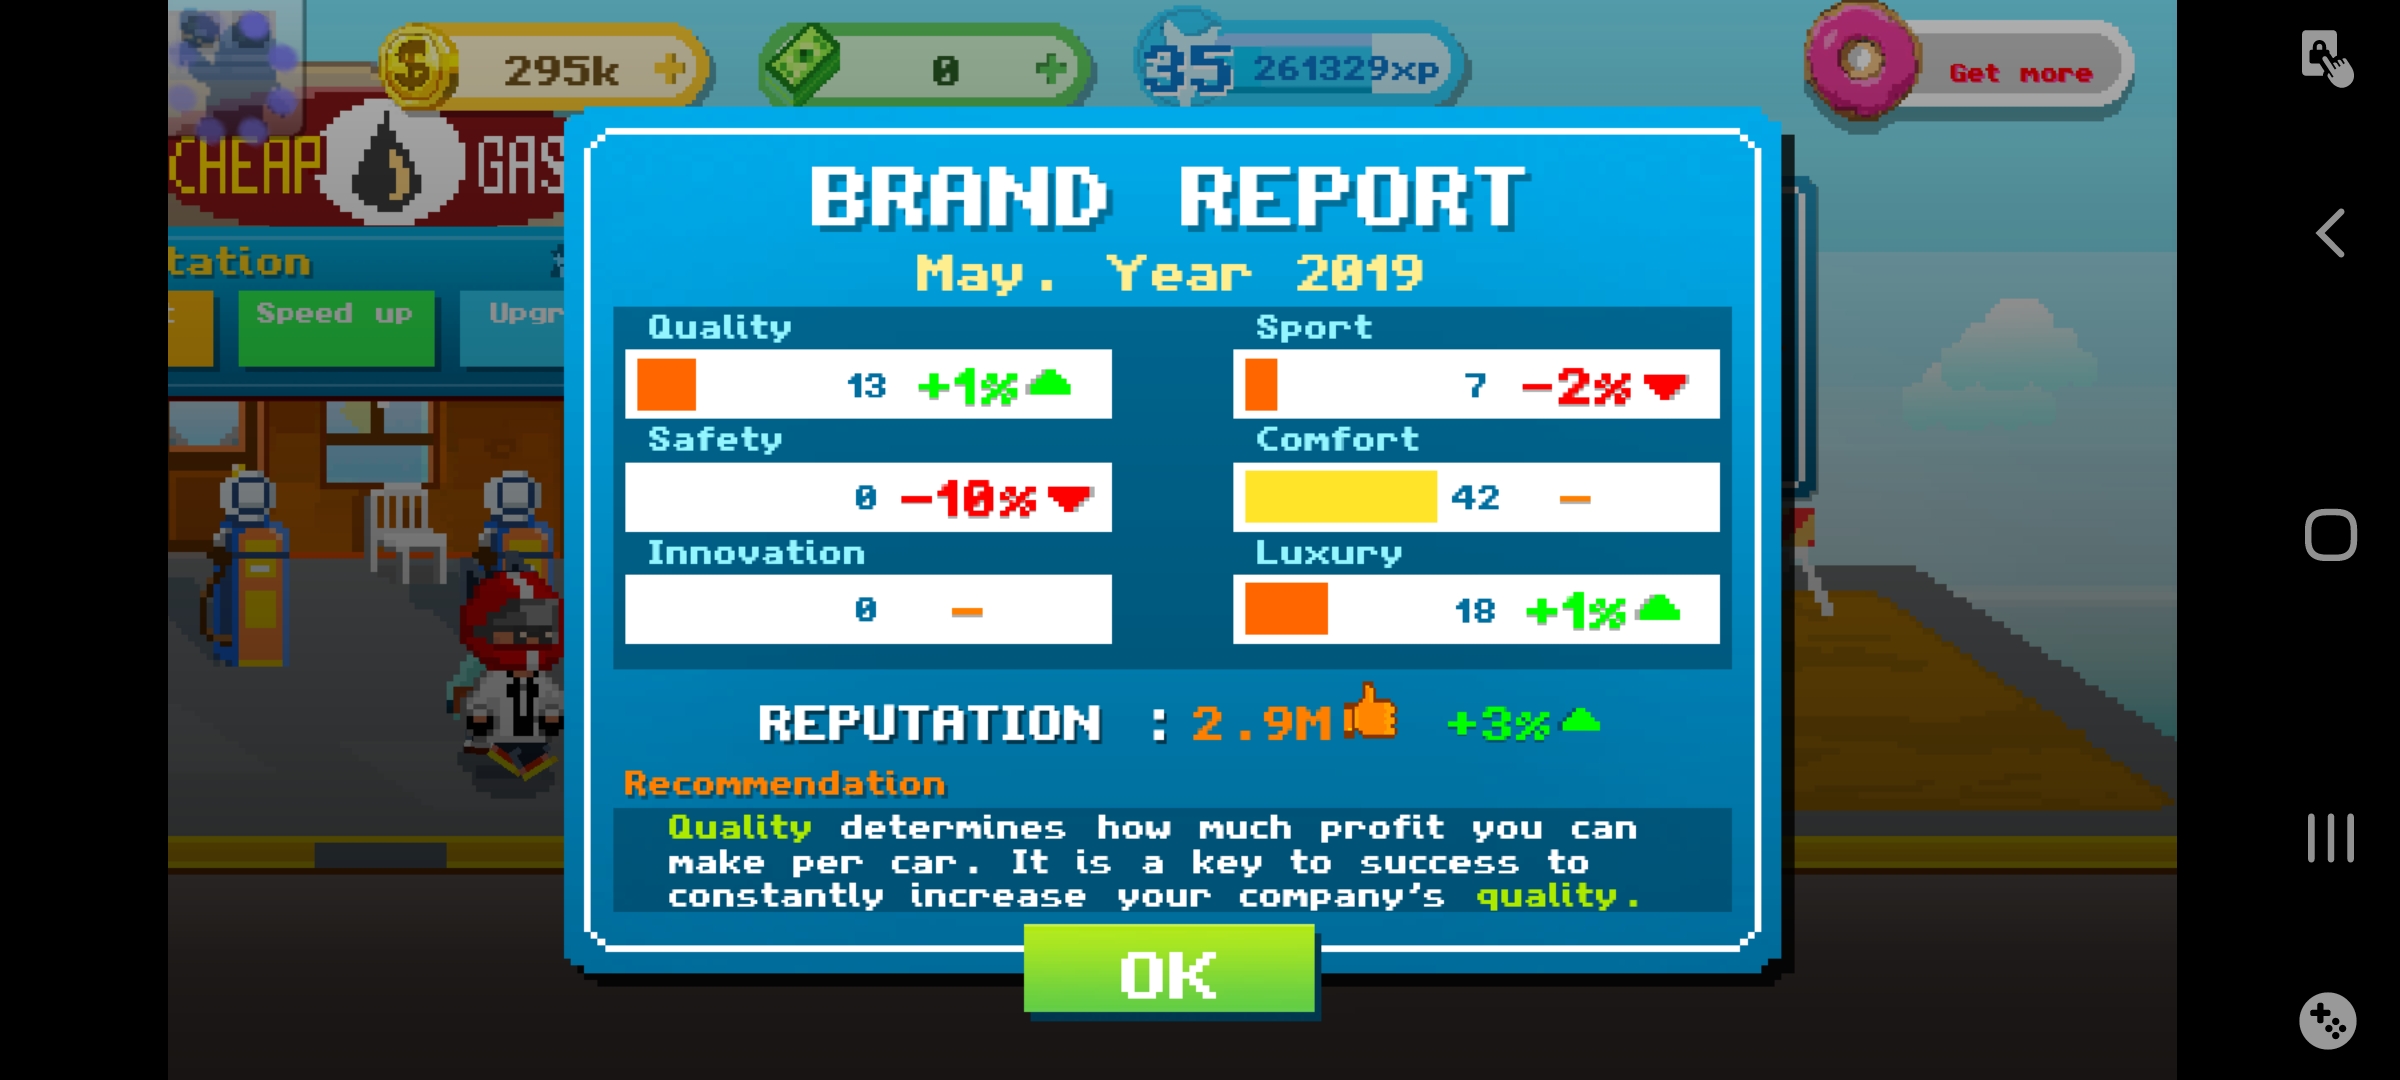 295k +
0 +
35 261329xp
Get more
CHEAP GAS
tation
Speed up
Upgr
BRAND REPORT
May. Year 2019
Quality
13 +1%
Sport
7 -2%
Safety
0 -10%
Comfort
42 -
Innovation
0 -
Luxury
18 +1%
REPUTATION : 2.9M +3%
Recommendation
Quality determines how much profit you can
make per car. It is a key to success to
constantly increase your company's quality.
OK